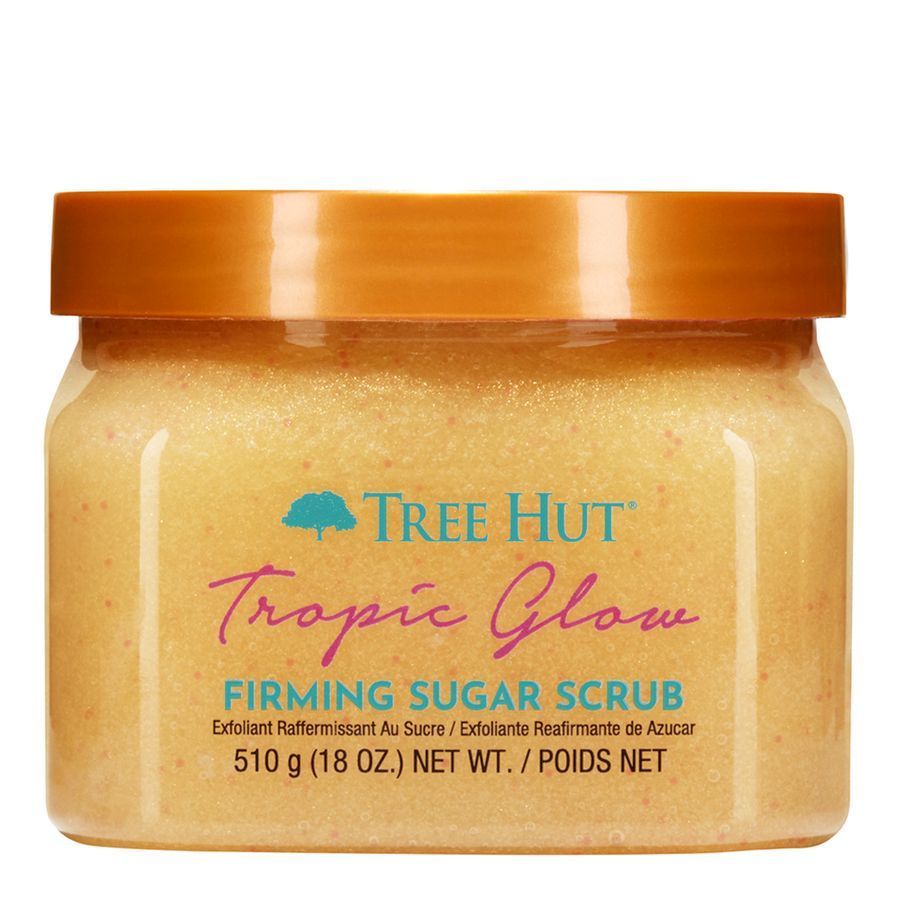 TREE HUT®
Tropic Glow
FIRMING SUGAR SCRUB
Exfoliant Raffermissant Au Sucre / Exfoliante Reafirmante de Azucar
510 g (18 OZ.) NET WT. / POIDS NET